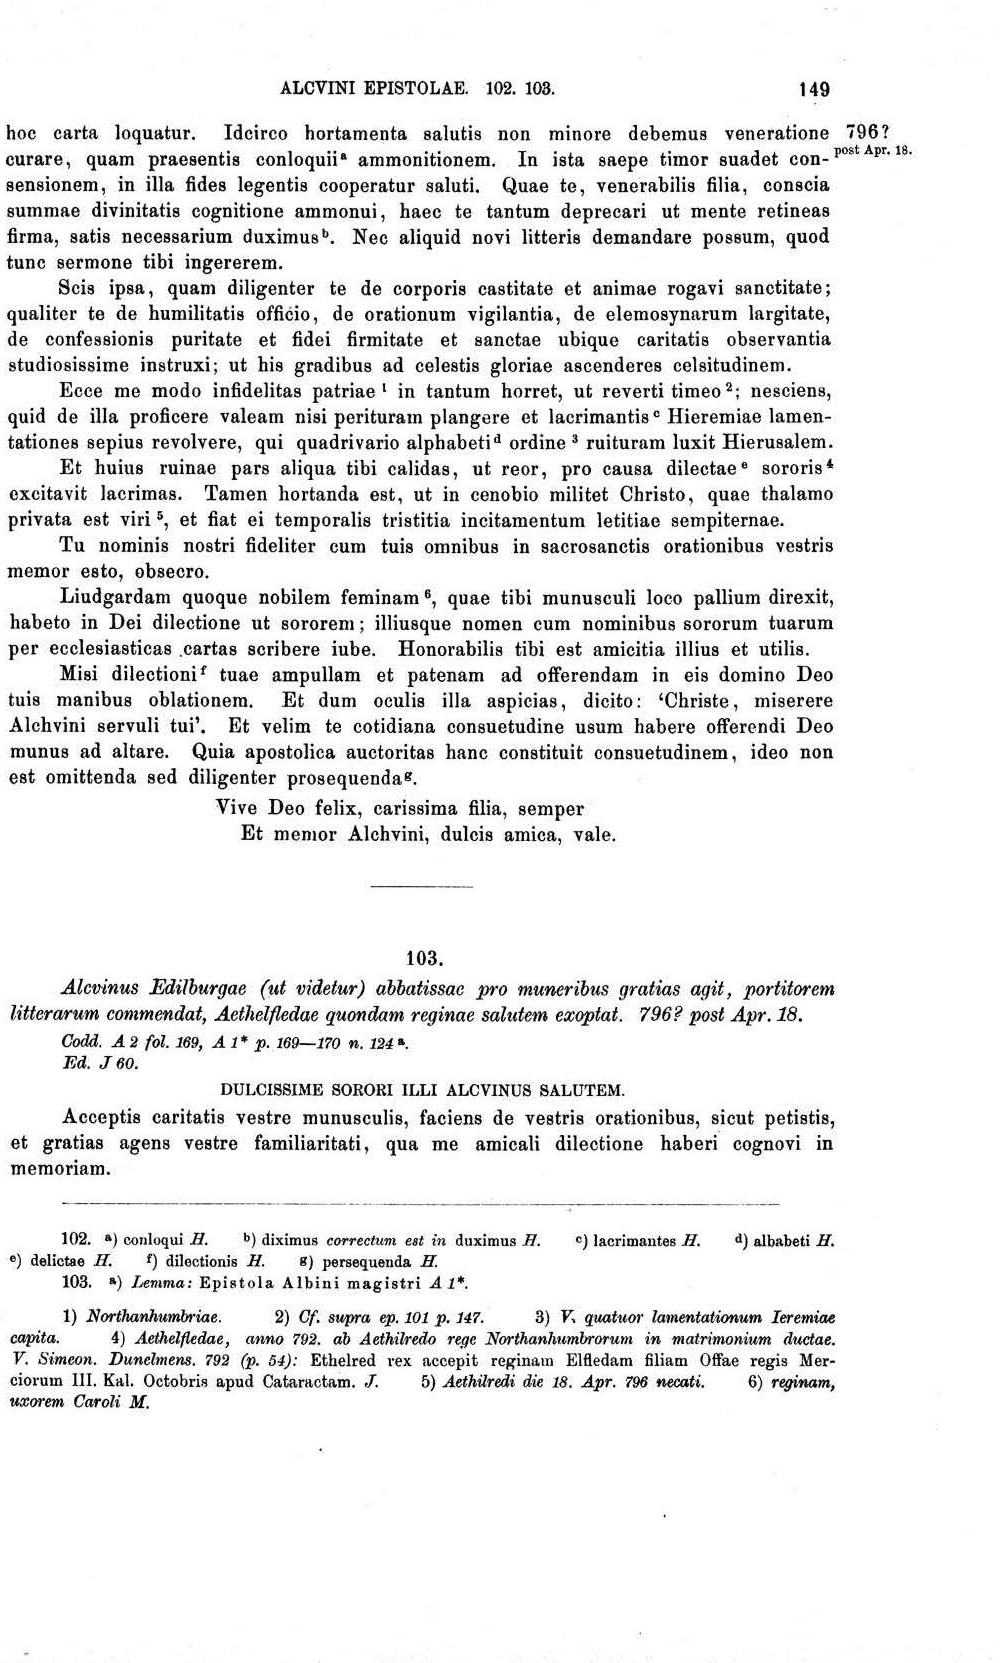 ALCVINI EPISTOLAE. 102. 103. 149
hoc carta loquatur. Idcirco hortamenta salutis non minore debemus veneratione 796?
curare, quam praesentis conloquii a ammonitionem. In ista saepe timor suadet con- post Apr. 18.
sensionem, in illa fides legentis cooperatur saluti. Quae te, venerabilis filia, conscia
summae divinitatis cognitione ammonui, haec te tantum deprecari ut mente retineas
firma, satis necessarium duximus b. Nec aliquid novi litteris demandare possum, quod
tunc sermone tibi ingererem.
Scis ipsa, quam diligenter te de corporis castitate et animae rogavi sanctitate;
qualiter te de humilitatis officio, de orationum vigilantia, de elemosynarum largitate,
de confessionis puritate et fidei firmitate et sanctae ubique caritatis observantia
studiosissime instruxi; ut his gradibus ad celestis gloriae ascenderes celsitudinem.
Ecce me modo infidelitas patriae 1 in tantum horret, ut reverti timeo 2; nesciens,
quid de illa proficere valeam nisi perituram plangere et lacrimantis c Hieremiae lamen-
tationes sepius revolvere, qui quadrivario alphabeti d ordine 3 ruituram luxit Hierusalem.
Et huius ruinae pars aliqua tibi calidas, ut reor, pro causa dilectae e sororis 4
excitavit lacrimas. Tamen hortanda est, ut in cenobio militet Christo, quae thalamo
privata est viri 5, et fiat ei temporalis tristitia incitamentum letitiae sempiternae.
Tu nominis nostri fideliter cum tuis omnibus in sacrosanctis orationibus vestris
memor esto, obsecro.
Liudgardam quoque nobilem feminam 6, quae tibi munusculi loco pallium direxit,
habeto in Dei dilectione ut sororem; illiusque nomen cum nominibus sororum tuarum
per ecclesiasticas cartas scribere iube. Honorabilis tibi est amicitia illius et utilis.
Misi dilectioni f tuae ampullam et patenam ad offerendam in eis domino Deo
tuis manibus oblationem. Et dum oculis illa aspicias, dicito: ‘Christe, miserere
Alchvini servuli tui’. Et velim te cotidiana consuetudine usum habere offerendi Deo
munus ad altare. Quia apostolica auctoritas hanc constituit consuetudinem, ideo non
est omittenda sed diligenter prosequenda g.
Vive Deo felix, carissima filia, semper
Et memor Alchvini, dulcis amica, vale.
103.
Alcvinus Edilburgae (ut videtur) abbatissae pro muneribus gratias agit, portitorem
litterarum commendat, Aethelfledae quondam reginae salutem exoptat. 796? post Apr. 18.
Codd. A 2 fol. 169, A 1* p. 169—170 n. 124 a.
Ed. J 60.
DULCISSIME SORORI ILLI ALCVINUS SALUTEM.
Acceptis caritatis vestre munusculis, faciens de vestris orationibus, sicut petistis,
et gratias agens vestre familiaritati, qua me amicali dilectione haberi cognovi in
memoriam.
102. a) conloqui H. b) diximus correctum est in duximus H. c) lacrimantes H. d) albabeti H.
e) delictae H. f) dilectionis H. g) persequenda H.
103. a) Lemma: Epistola Albini magistri A 1*.
1) Northanhumbriae. 2) Cf. supra ep. 101 p. 147. 3) V. quatuor lamentationum Ieremiae
capita. 4) Aethelfledae, anno 792. ab Aethilredo rege Northanhumbrorum in matrimonium ductae.
V. Simeon. Dunelmens. 792 (p. 54): Ethelred rex accepit reginam Elfledam filiam Offae regis Mer-
ciorum III. Kal. Octobris apud Cataractam. J. 5) Aethilredi die 18. Apr. 796 necati. 6) reginam,
uxorem Caroli M.